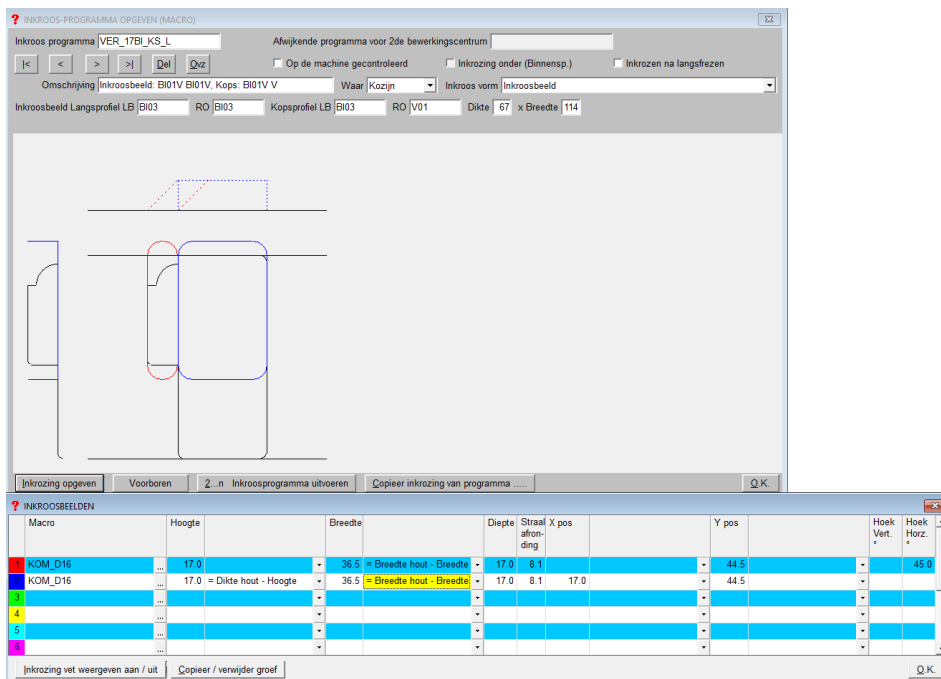 ? INKROOS-PROGRAMMA OPGEVEN (MACRO)
Inkroos programma VER_17BI_KS_L Afwijkende programma voor 2de bewerkingscentrum
|< < > >| Del Ovz Op de machine gecontroleerd Inkrozing onder (Binnensp.) Inkrozen na langsfrezen
Omschrijving Inkroosbeeld: BI01V BI01V, Kops: BI01V V Waar Kozijn Inkroos vorm Inkroosbeeld
Inkroosbeeld Langsprofiel LB BI03 RO BI03 Kopsprofiel LB BI03 RO V01 Dikte 67 x Breedte 114
Inkrozing opgeven Voorboren 2...n Inkroosprogramma uitvoeren Copieer inkrozing van programma ..... O.K.
? INKROOSBEELDEN
Macro Hoogte Breedte Diepte Straal afron- ding X pos Y pos Hoek Vert. ° Hoek Horz. °
1 KOM_D16 ... 17.0 36.5 = Breedte hout - Breedte 17.0 8.1 44.5 45.0
2 KOM_D16 ... 17.0 = Dikte hout - Hoogte 36.5 = Breedte hout - Breedte 17.0 8.1 17.0 44.5
3 ...
4 ...
5 ...
6 ...
Inkrozing vet weergeven aan / uit Copieer / verwijder groef O.K.